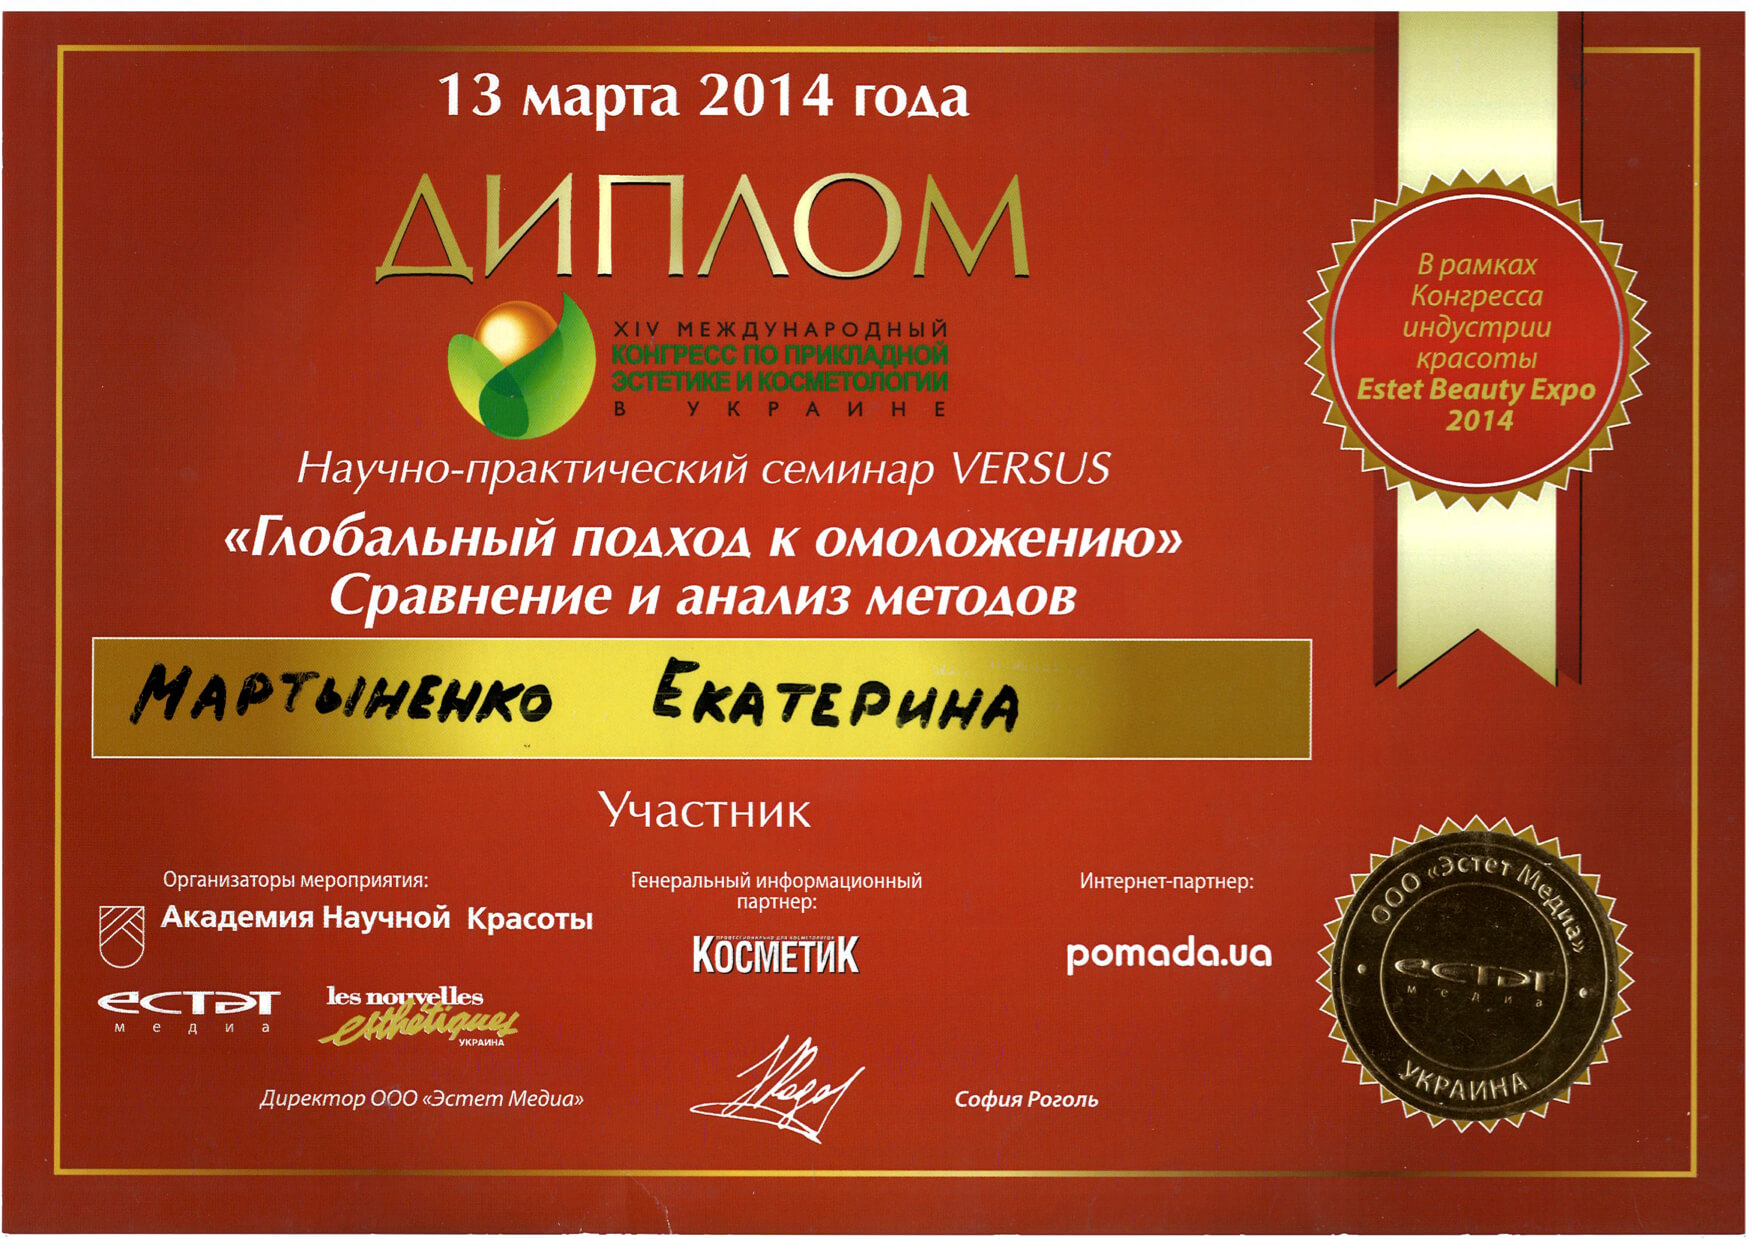 13 марта 2014 года
ДИПЛОМ
XIV МЕЖДУНАРОДНЫЙ
КОНГРЕСС ПО ПРИКЛАДНОЙ
ЭСТЕТИКЕ И КОСМЕТОЛОГИИ
В УКРАИНЕ
В рамках
Конгресса
индустрии
красоты
Estet Beauty Expo
2014
Научно-практический семинар VERSUS
«Глобальный подход к омоложению»
Сравнение и анализ методов
МАРТЫНЕНКО ЕКАТЕРИНА
Участник
Организаторы мероприятия:
Академия Научной Красоты
естэт
медиа
les nouvelles
esthétiques
УКРАИНА
Генеральный информационный
партнер:
ПРОФЕССИОНАЛЬНО ДЛЯ КОСМЕТОЛОГОВ
КОСМЕТИК
Интернет-партнер:
pomada.ua
Директор ООО «Эстет Медиа»
София Роголь
ООО «Эстет Медиа»
естэт
медиа
УКРАИНА